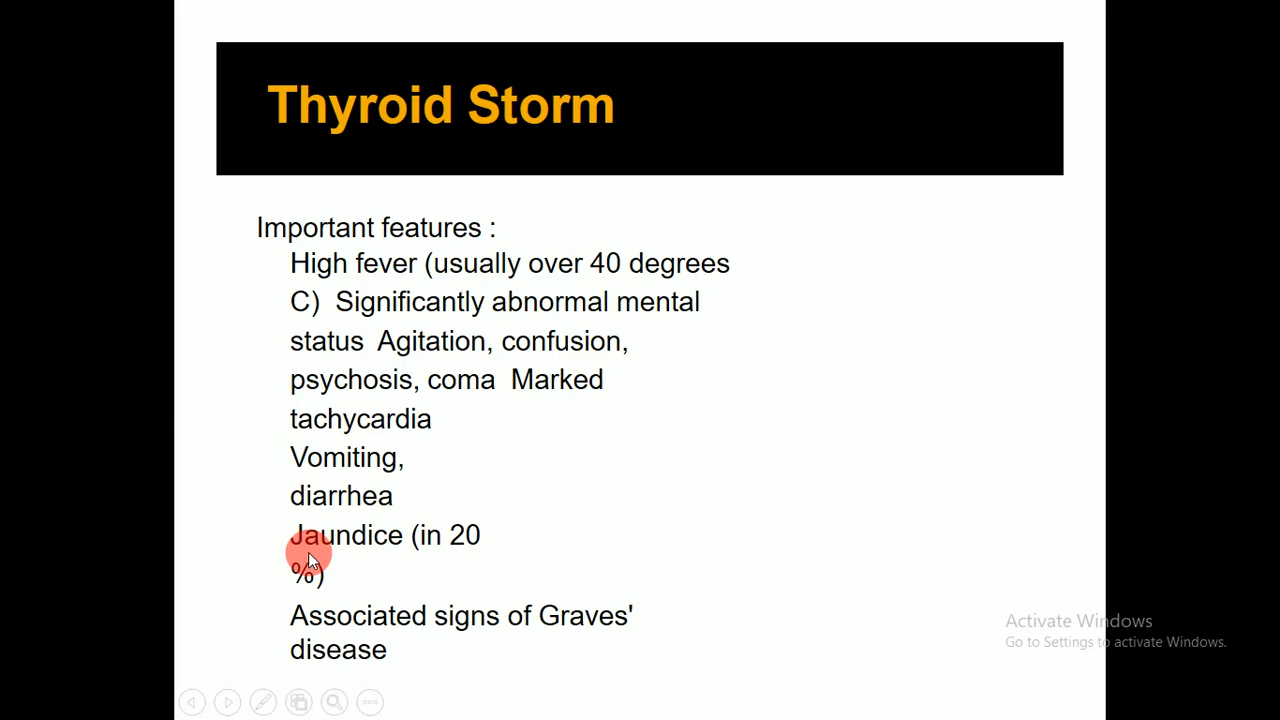 Thyroid Storm
Important features :
High fever (usually over 40 degrees
C)  Significantly abnormal mental
status  Agitation, confusion,
psychosis, coma  Marked
tachycardia
Vomiting,
diarrhea
Jaundice (in 20
%)
Associated signs of Graves'
disease
Activate Windows
Go to Settings to activate Windows.